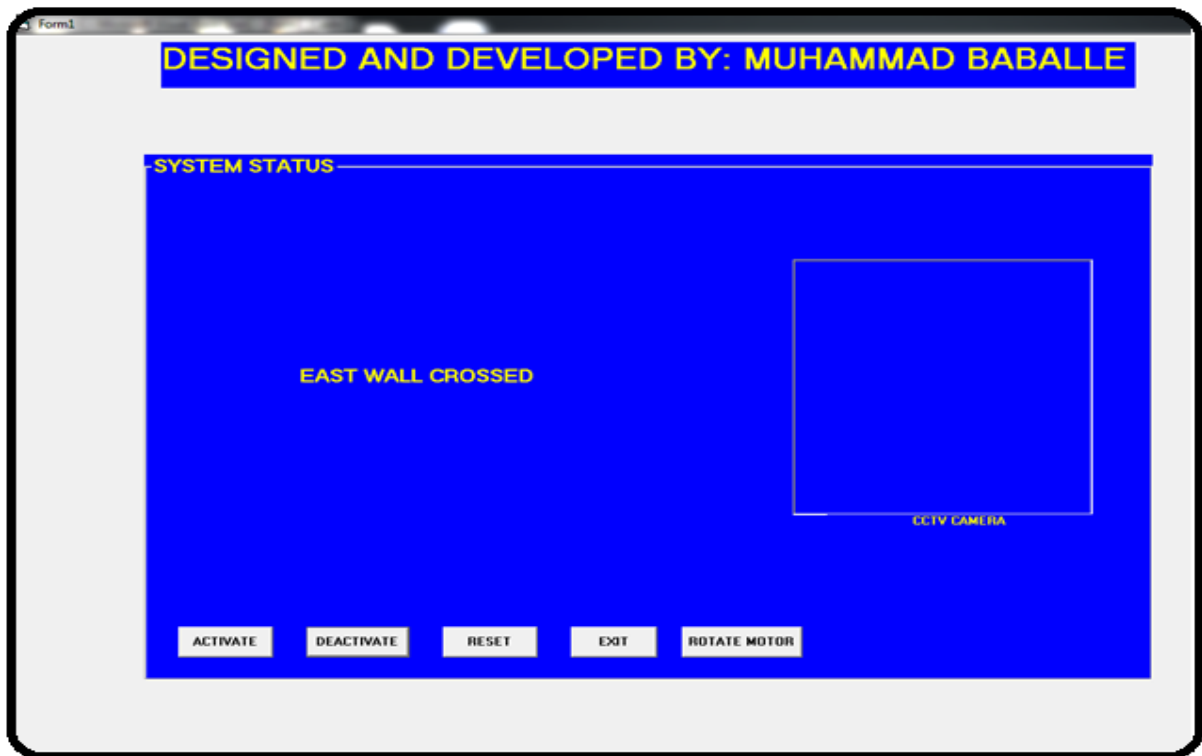 Form1
DESIGNED AND DEVELOPED BY: MUHAMMAD BABALLE
SYSTEM STATUS
EAST WALL CROSSED
CCTV CAMERA
ACTIVATE DEACTIVATE RESET EXIT ROTATE MOTOR